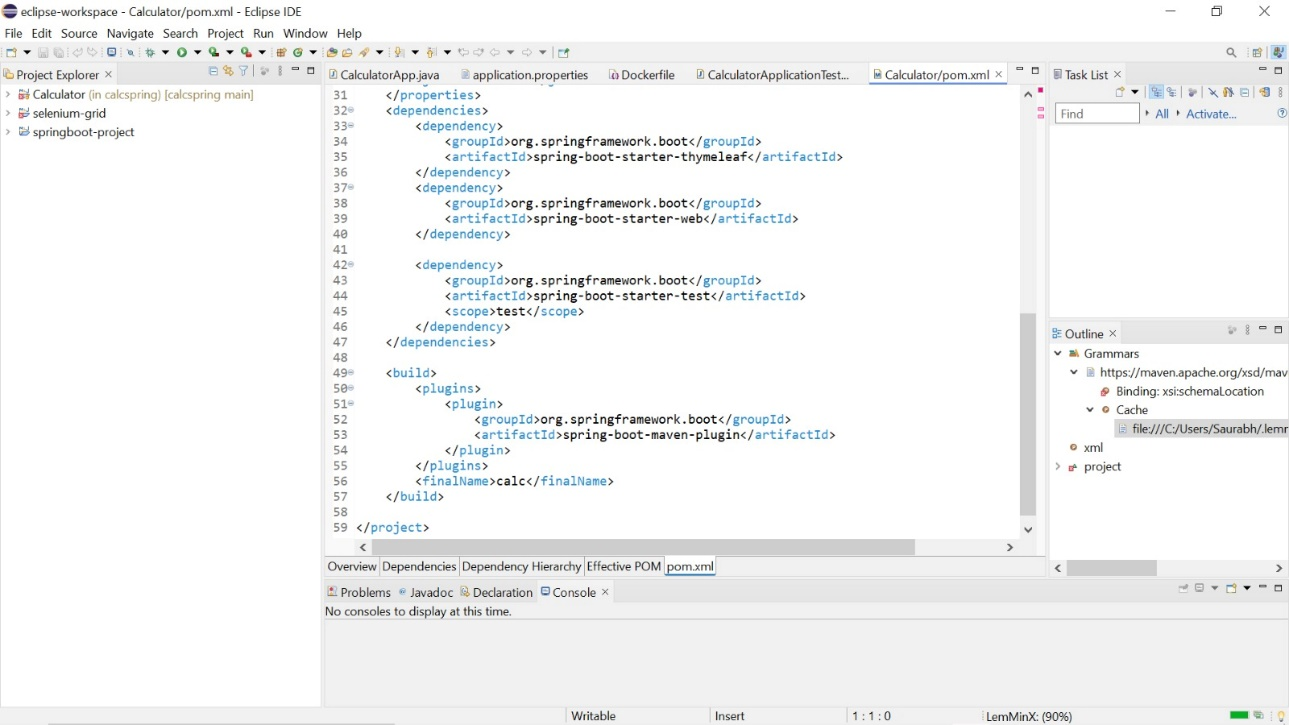 eclipse-workspace - Calculator/pom.xml - Eclipse IDE
File Edit Source Navigate Search Project Run Window Help
Project Explorer
Calculator (in calcspring) [calcspring main]
selenium-grid
springboot-project
CalculatorApp.java application.properties Dockerfile CalculatorApplicationTest... Calculator/pom.xml
31 </properties>
32 <dependencies>
33 <dependency>
34 <groupId>org.springframework.boot</groupId>
35 <artifactId>spring-boot-starter-thymeleaf</artifactId>
36 </dependency>
37 <dependency>
38 <groupId>org.springframework.boot</groupId>
39 <artifactId>spring-boot-starter-web</artifactId>
40 </dependency>
41
42 <dependency>
43 <groupId>org.springframework.boot</groupId>
44 <artifactId>spring-boot-starter-test</artifactId>
45 <scope>test</scope>
46 </dependency>
47 </dependencies>
48
49 <build>
50 <plugins>
51 <plugin>
52 <groupId>org.springframework.boot</groupId>
53 <artifactId>spring-boot-maven-plugin</artifactId>
54 </plugin>
55 </plugins>
56 <finalName>calc</finalName>
57 </build>
58
59 </project>
Overview Dependencies Dependency Hierarchy Effective POM pom.xml
Problems Javadoc Declaration Console
No consoles to display at this time.
Task List
Find All Activate...
Outline
Grammars
https://maven.apache.org/xsd/mav
Binding: xsi:schemaLocation
Cache
file:///C:/Users/Saurabh/.lemr
xml
project
Writable Insert 1 : 1 : 0 LemMinX: (90%)